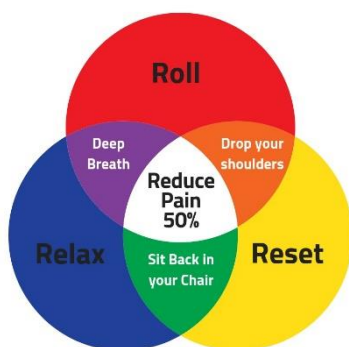 Roll
Deep
Breath
Drop your
shoulders
Reduce
Pain
50%
Relax
Reset
Sit Back in
your Chair